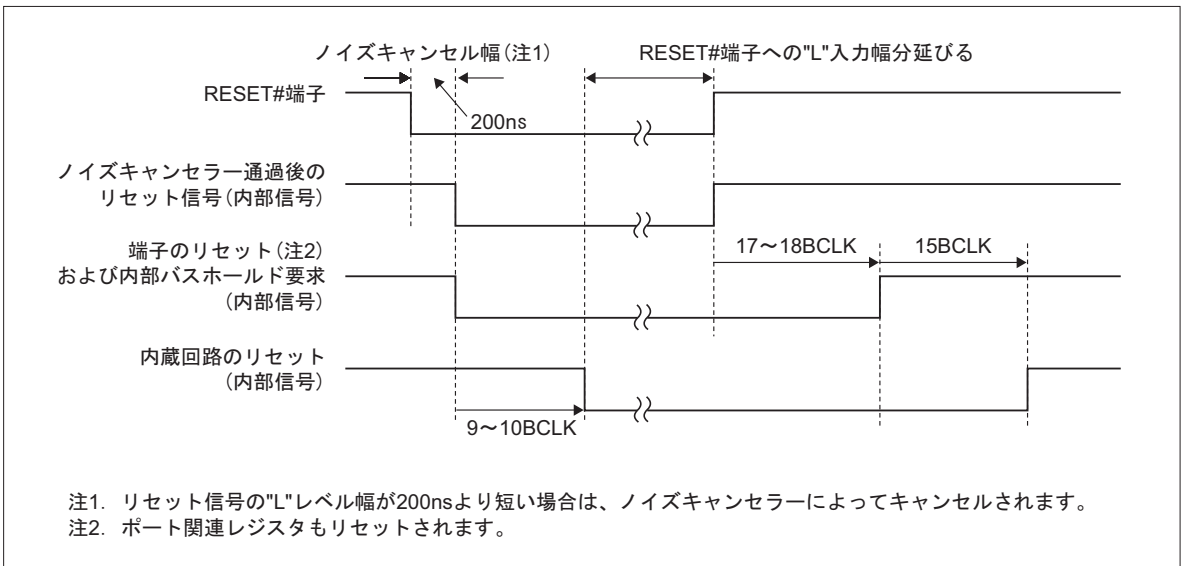 ノイズキャンセル幅(注1)
RESET#端子への"L"入力幅分延びる
RESET#端子
200ns
ノイズキャンセラー通過後の
リセット信号(内部信号)
17～18BCLK
15BCLK
端子のリセット(注2)
および内部バスホールド要求
(内部信号)
内蔵回路のリセット
(内部信号)
9～10BCLK
注1. リセット信号の"L"レベル幅が200nsより短い場合は、ノイズキャンセラーによってキャンセルされます。
注2. ポート関連レジスタもリセットされます。